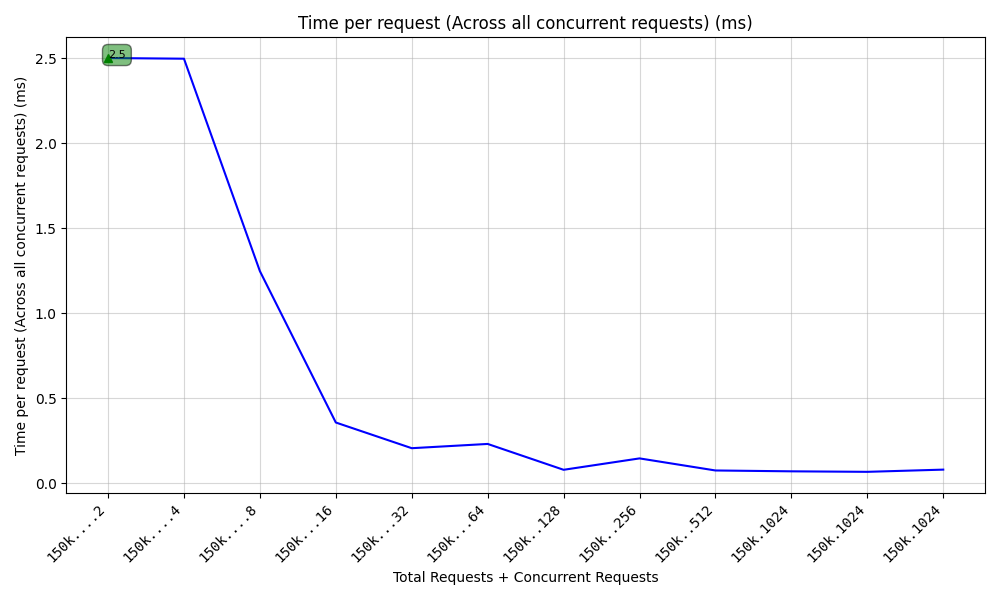 Time per request (Across all concurrent requests) (ms)
2.5
Time per request (Across all concurrent requests) (ms)
2.5
2.0
1.5
1.0
0.5
0.0
150k....2
150k....4
150k....8
150k...16
150k...32
150k...64
150k..128
150k..256
150k..512
150k.1024
150k.1024
150k.1024
Total Requests + Concurrent Requests